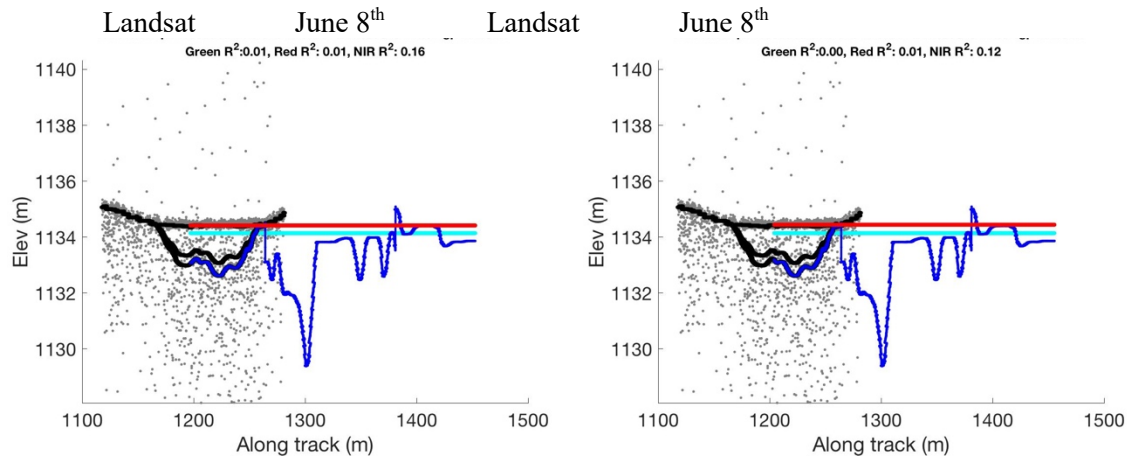 Landsat June 8th Landsat June 8th
Green R²:0.01, Red R²: 0.01, NIR R²: 0.16
1140
1138
1136
1134
1132
1130
Elev (m)
1100 1200 1300 1400 1500
Along track (m)
Green R²:0.00, Red R²: 0.01, NIR R²: 0.12
1140
1138
1136
1134
1132
1130
Elev (m)
1100 1200 1300 1400 1500
Along track (m)